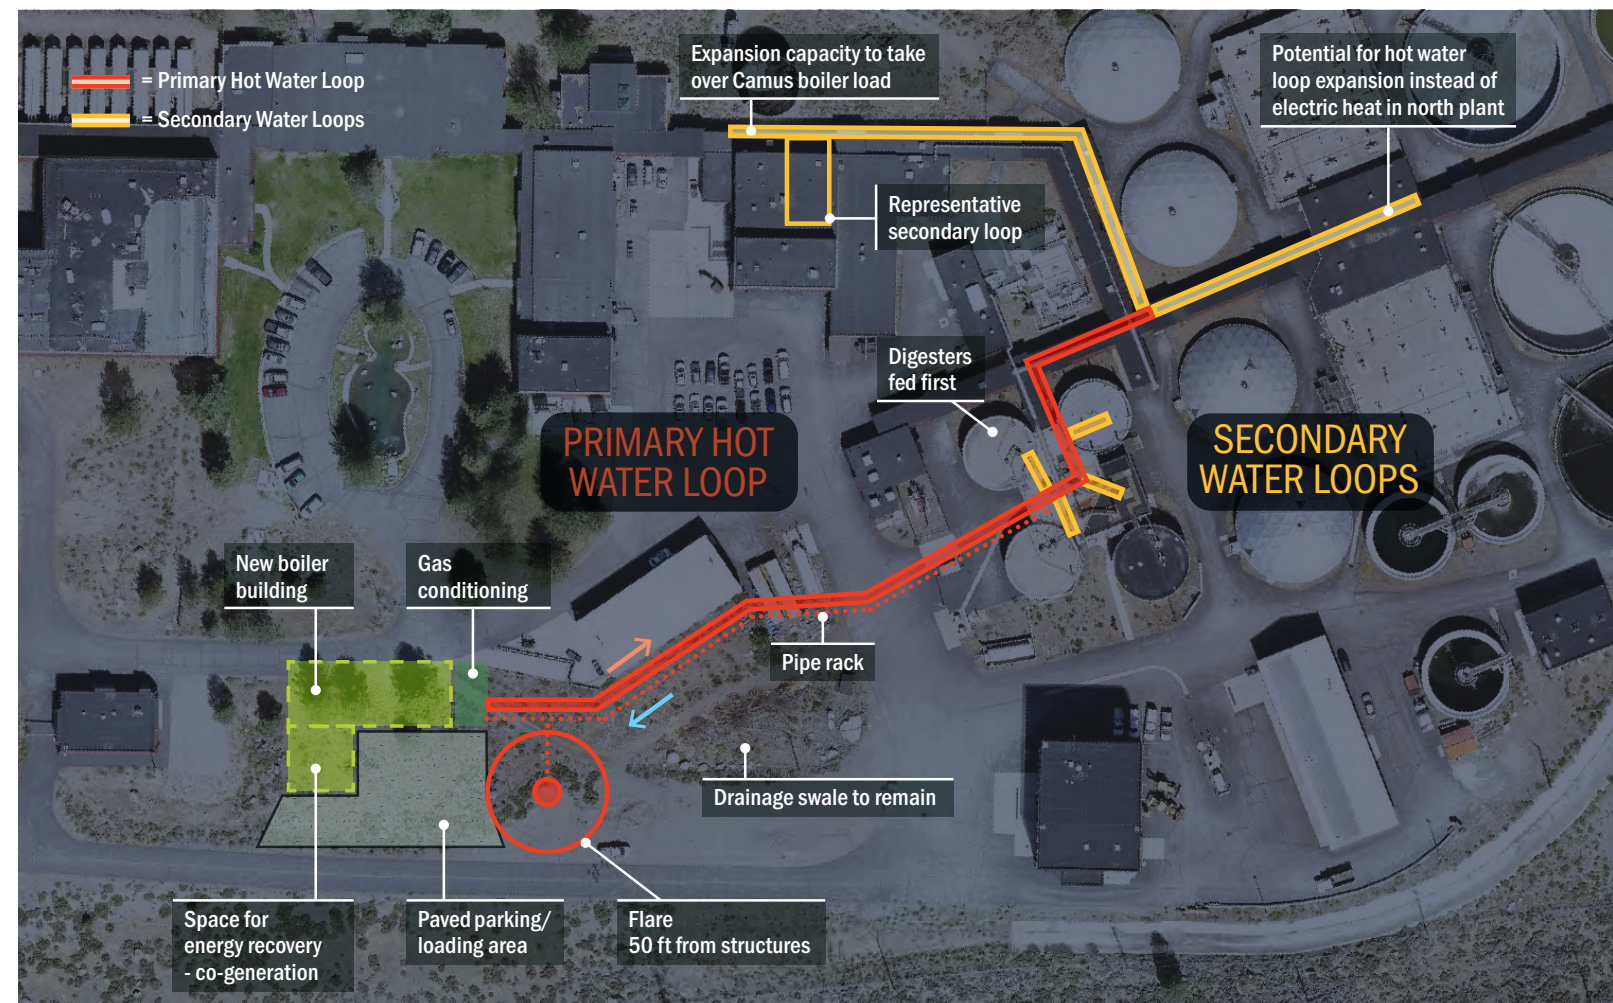 Expansion capacity to take
over Camus boiler load
Potential for hot water
loop expansion instead of
electric heat in north plant
= Primary Hot Water Loop
= Secondary Water Loops
Representative
secondary loop
Digesters
fed first
PRIMARY HOT
WATER LOOP
SECONDARY
WATER LOOPS
New boiler
building
Gas
conditioning
Pipe rack
Drainage swale to remain
Space for
energy recovery
- co-generation
Paved parking/
loading area
Flare
50 ft from structures